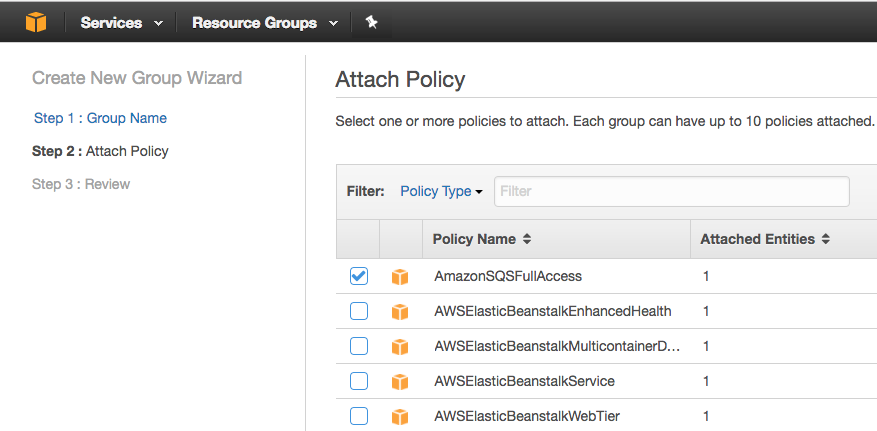 Services
Resource Groups
Create New Group Wizard
Step 1 : Group Name
Step 2 : Attach Policy
Step 3 : Review
Attach Policy
Select one or more policies to attach. Each group can have up to 10 policies attached.
Filter: Policy Type Filter
Policy Name Attached Entities
AmazonSQSFullAccess 1
AWSElasticBeanstalkEnhancedHealth 1
AWSElasticBeanstalkMulticontainerD... 1
AWSElasticBeanstalkService 1
AWSElasticBeanstalkWebTier 1